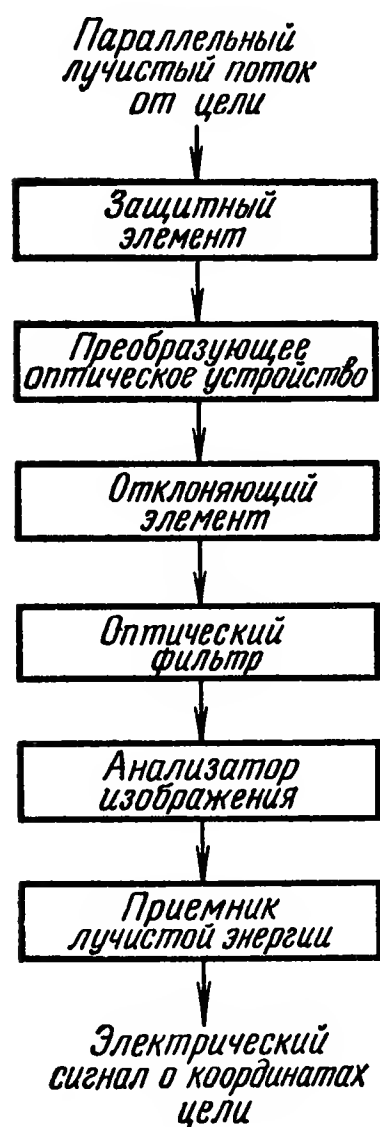 Параллельный
лучистый поток
от цели
Защитный
элемент
Преобразующее
оптическое устройство
Отклоняющий
элемент
Оптический
фильтр
Анализатор
изображения
Приемник
лучистой энергии
Электрический
сигнал о координатах
цели